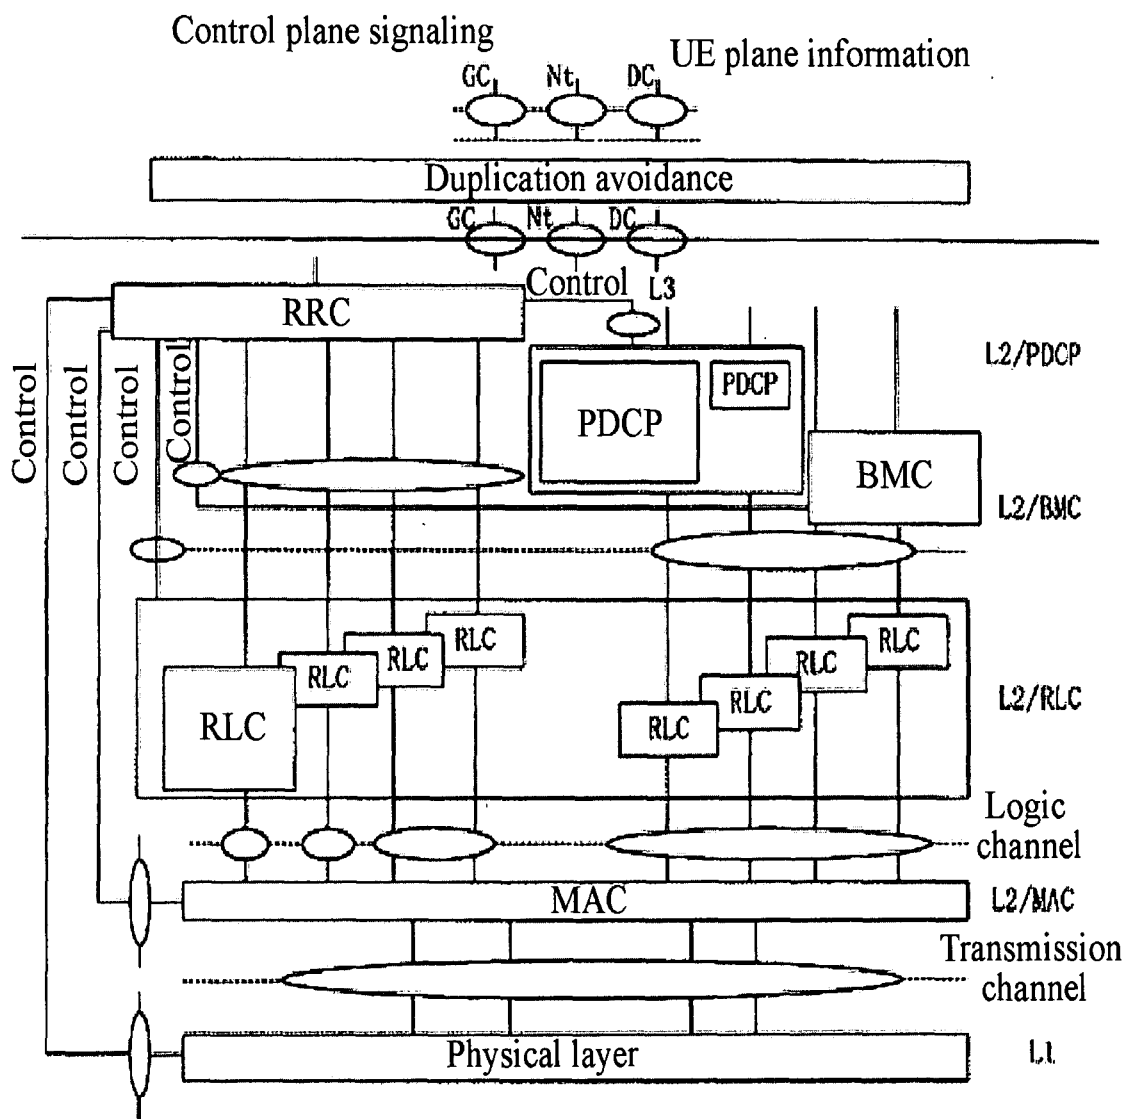 Control plane signaling
UE plane information
GC Nt DC
Duplication avoidance
GC Nt DC
Control L3
RRC
L2/PDCP
PDCP
PDCP
Control
Control
Control
Control
BMC
L2/BMC
RLC
RLC
RLC
RLC
RLC
RLC
RLC
RLC
L2/RLC
Logic
channel
MAC
L2/MAC
Transmission
channel
Physical layer
L1